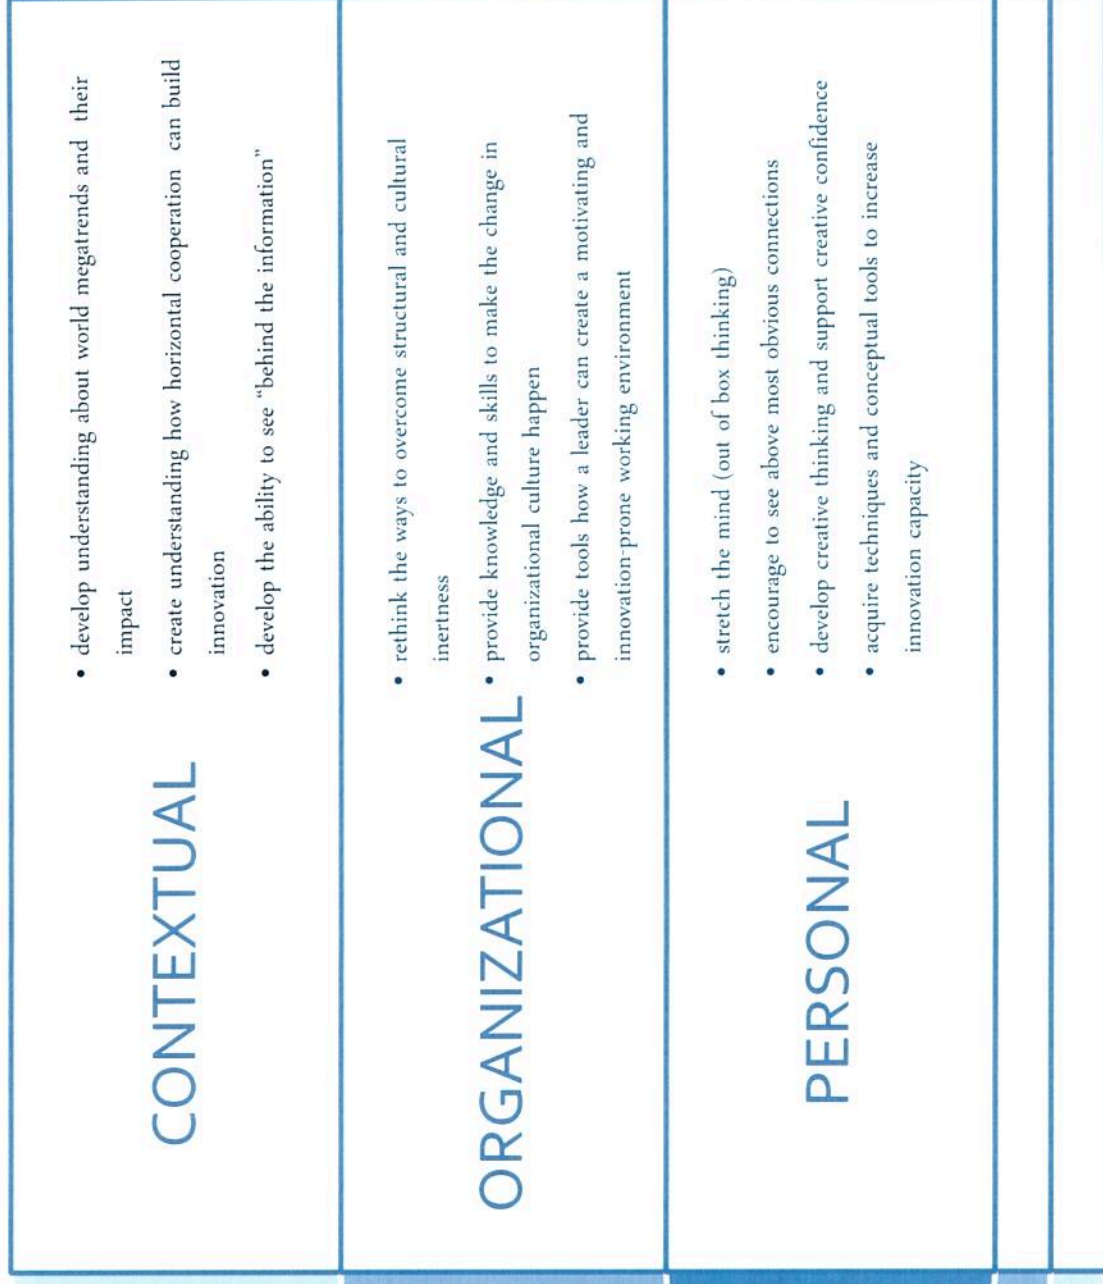 CONTEXTUAL
• develop understanding about world megatrends and their
impact
• create understanding how horizontal cooperation can build
innovation
• develop the ability to see “behind the information”
ORGANIZATIONAL
• rethink the ways to overcome structural and cultural
inertness
• provide knowledge and skills to make the change in
organizational culture happen
• provide tools how a leader can create a motivating and
innovation-prone working environment
PERSONAL
• stretch the mind (out of box thinking)
• encourage to see above most obvious connections
• develop creative thinking and support creative confidence
• acquire techniques and conceptual tools to increase
innovation capacity